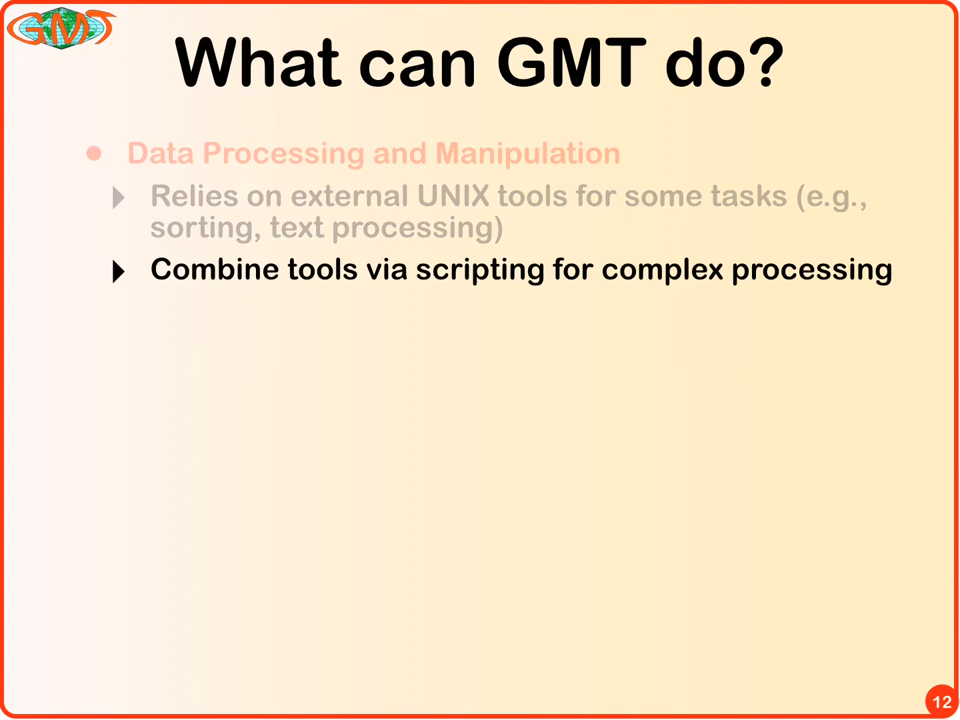 GMT
What can GMT do?
• Data Processing and Manipulation
‣ Relies on external UNIX tools for some tasks (e.g.,
sorting, text processing)
‣ Combine tools via scripting for complex processing
12